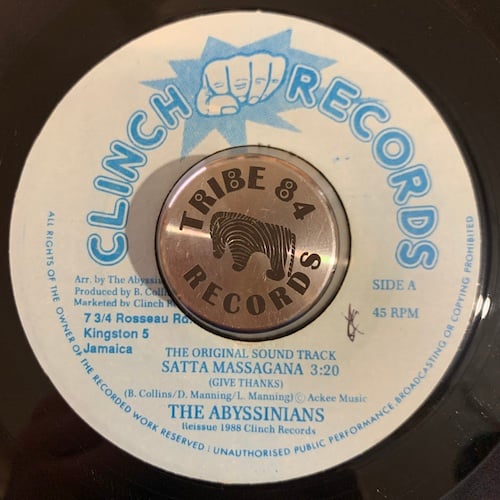 CLINCH RECORDS
TRIBE 84
RECORDS
SIDE A
45 RPM
Arr. by The Abyssi
Produced by B. Coll
Marketed by Clinch R
7 3/4 Rosseau Rd.
Kingston 5
Jamaica
THE ORIGINAL SOUND TRACK
SATTA MASSAGANA 3:20
(GIVE THANKS)
(B. Collins/D. Manning/L. Manning) © Ackee Music
THE ABYSSINIANS
Reissue 1988 Clinch Records
ALL RIGHTS OF THE OWNER OF THE RECORDED WORK RESERVED : UNAUTHORISED PUBLIC PERFORMANCE, BROADCASTING OR COPYING PROHIBITED